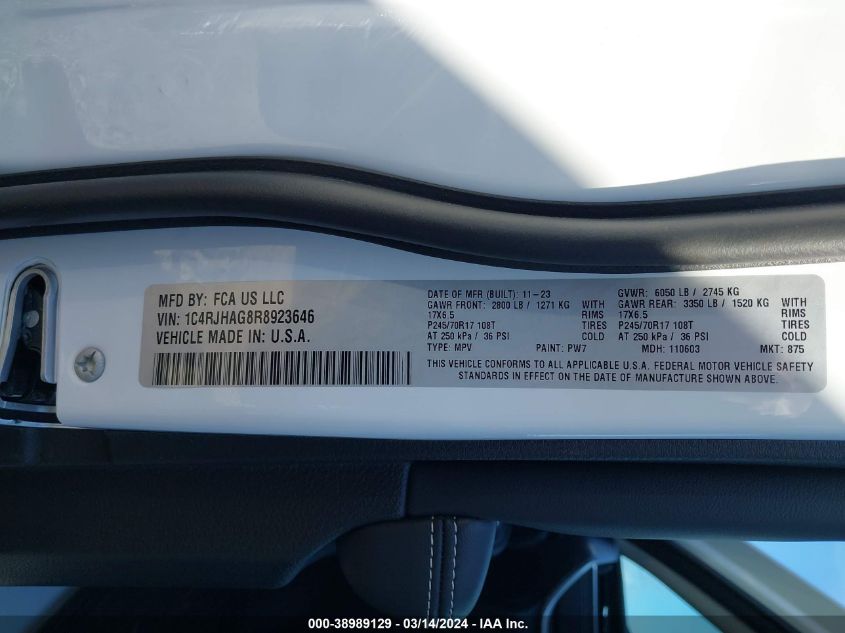 MFD BY: FCA US LLC
VIN: 1C4RJHAG8R8923646
VEHICLE MADE IN U.S.A.
DATE OF MFR (BUILT): 11-23 GVWR: 6050 LB / 2745 KG
GAWR FRONT: 2800 LB / 1271 KG WITH GAWR REAR: 3350 LB / 1520 KG WITH
17X6.5 RIMS 17X6.5 RIMS
P245/70R17 108T TIRES P245/70R17 108T TIRES
AT 250 kPa / 36 PSI COLD AT 250 kPa / 36 PSI COLD
TYPE: MPV PAINT: PW7 MDH: 110603 MKT: 875
THIS VEHICLE CONFORMS TO ALL APPLICABLE U.S.A. FEDERAL MOTOR VEHICLE SAFETY
STANDARDS IN EFFECT ON THE DATE OF MANUFACTURE SHOWN ABOVE.
000-38989129 - 03/14/2024 - IAA Inc.